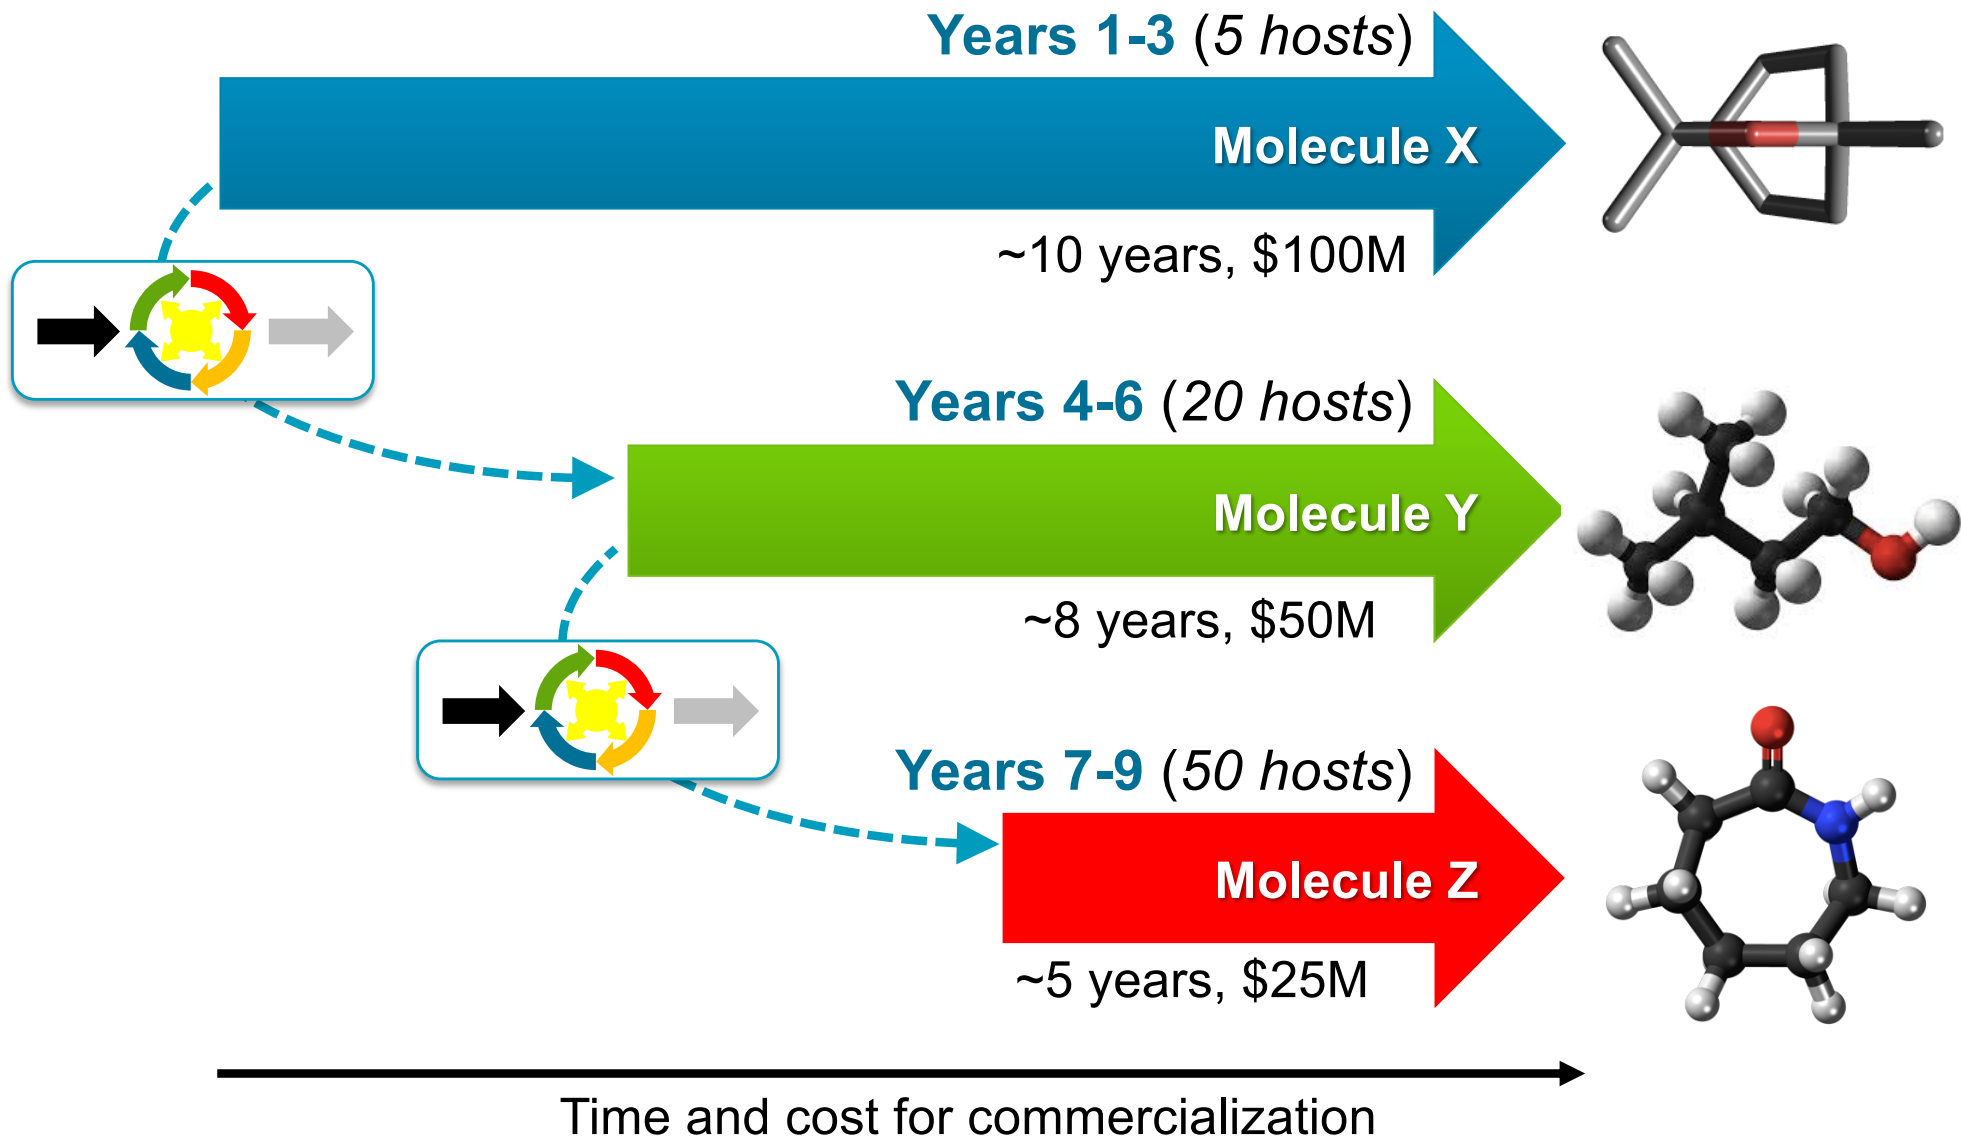 Years 1-3 (5 hosts)
Molecule X
~10 years, $100M
Years 4-6 (20 hosts)
Molecule Y
~8 years, $50M
Years 7-9 (50 hosts)
Molecule Z
~5 years, $25M
Time and cost for commercialization